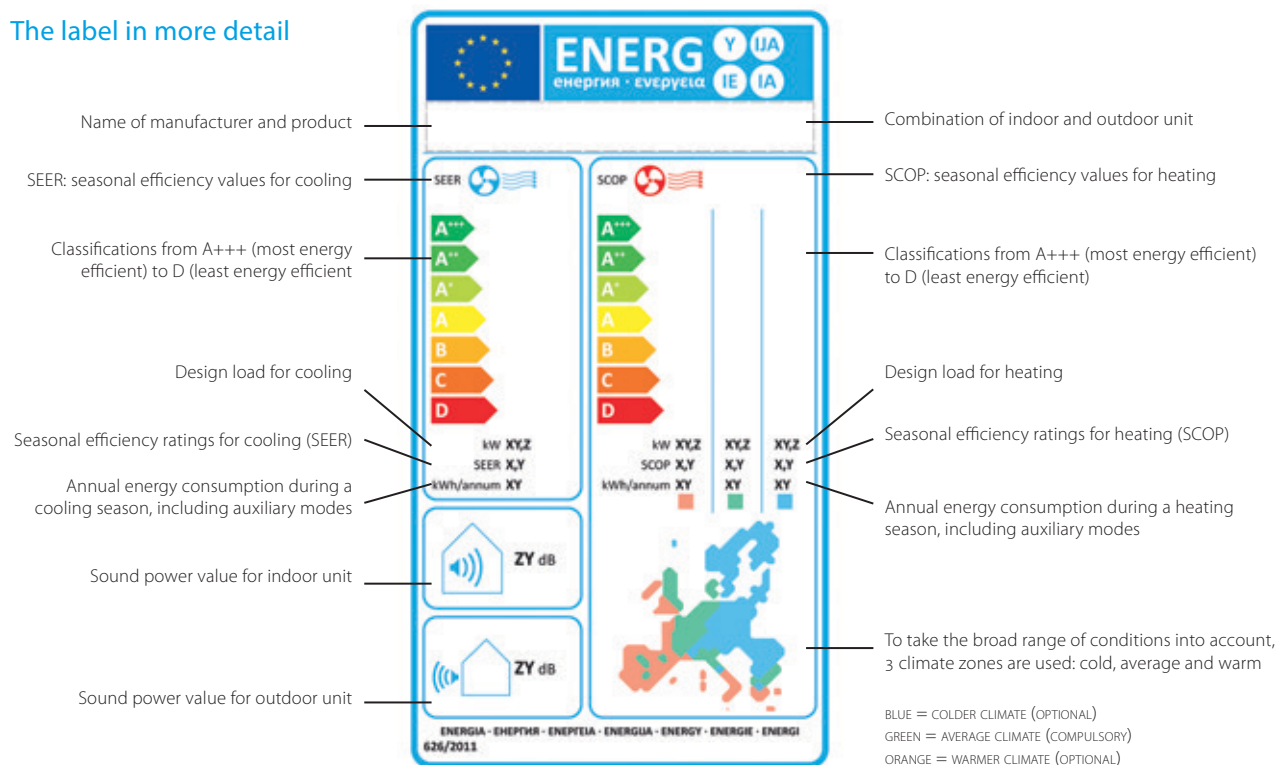 The label in more detail
ENERG Y IJA
енергия · ενεργεια IE IA
Name of manufacturer and product
Combination of indoor and outdoor unit
SEER: seasonal efficiency values for cooling
SEER
SCOP
SCOP: seasonal efficiency values for heating
Classifications from A+++ (most energy
efficient) to D (least energy efficient
A+++
A++
A+
A
B
C
D
A+++
A++
A+
A
B
C
D
Classifications from A+++ (most energy efficient)
to D (least energy efficient)
Design load for cooling
Seasonal efficiency ratings for cooling (SEER)
Annual energy consumption during a
cooling season, including auxiliary modes
kW XY,Z
SEER X,Y
kWh/annum XY
kW XY,Z XY,Z XY,Z
SCOP X,Y X,Y X,Y
kWh/annum XY XY XY
Design load for heating
Seasonal efficiency ratings for heating (SCOP)
Annual energy consumption during a heating
season, including auxiliary modes
Sound power value for indoor unit
ZY dB
Sound power value for outdoor unit
ZY dB
To take the broad range of conditions into account,
3 climate zones are used: cold, average and warm
BLUE = COLDER CLIMATE (OPTIONAL)
GREEN = AVERAGE CLIMATE (COMPULSORY)
ORANGE = WARMER CLIMATE (OPTIONAL)
ENERGIA · ЕНЕРГИЯ · ΕΝΕΡΓΕΙΑ · ENERGIJA · ENERGY · ENERGIE · ENERGI
626/2011